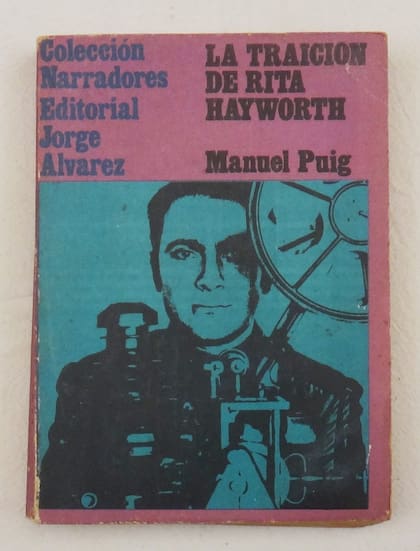 Colección
Narradores
Editorial
Jorge
Alvarez
LA TRAICION
DE RITA
HAYWORTH
Manuel Puig